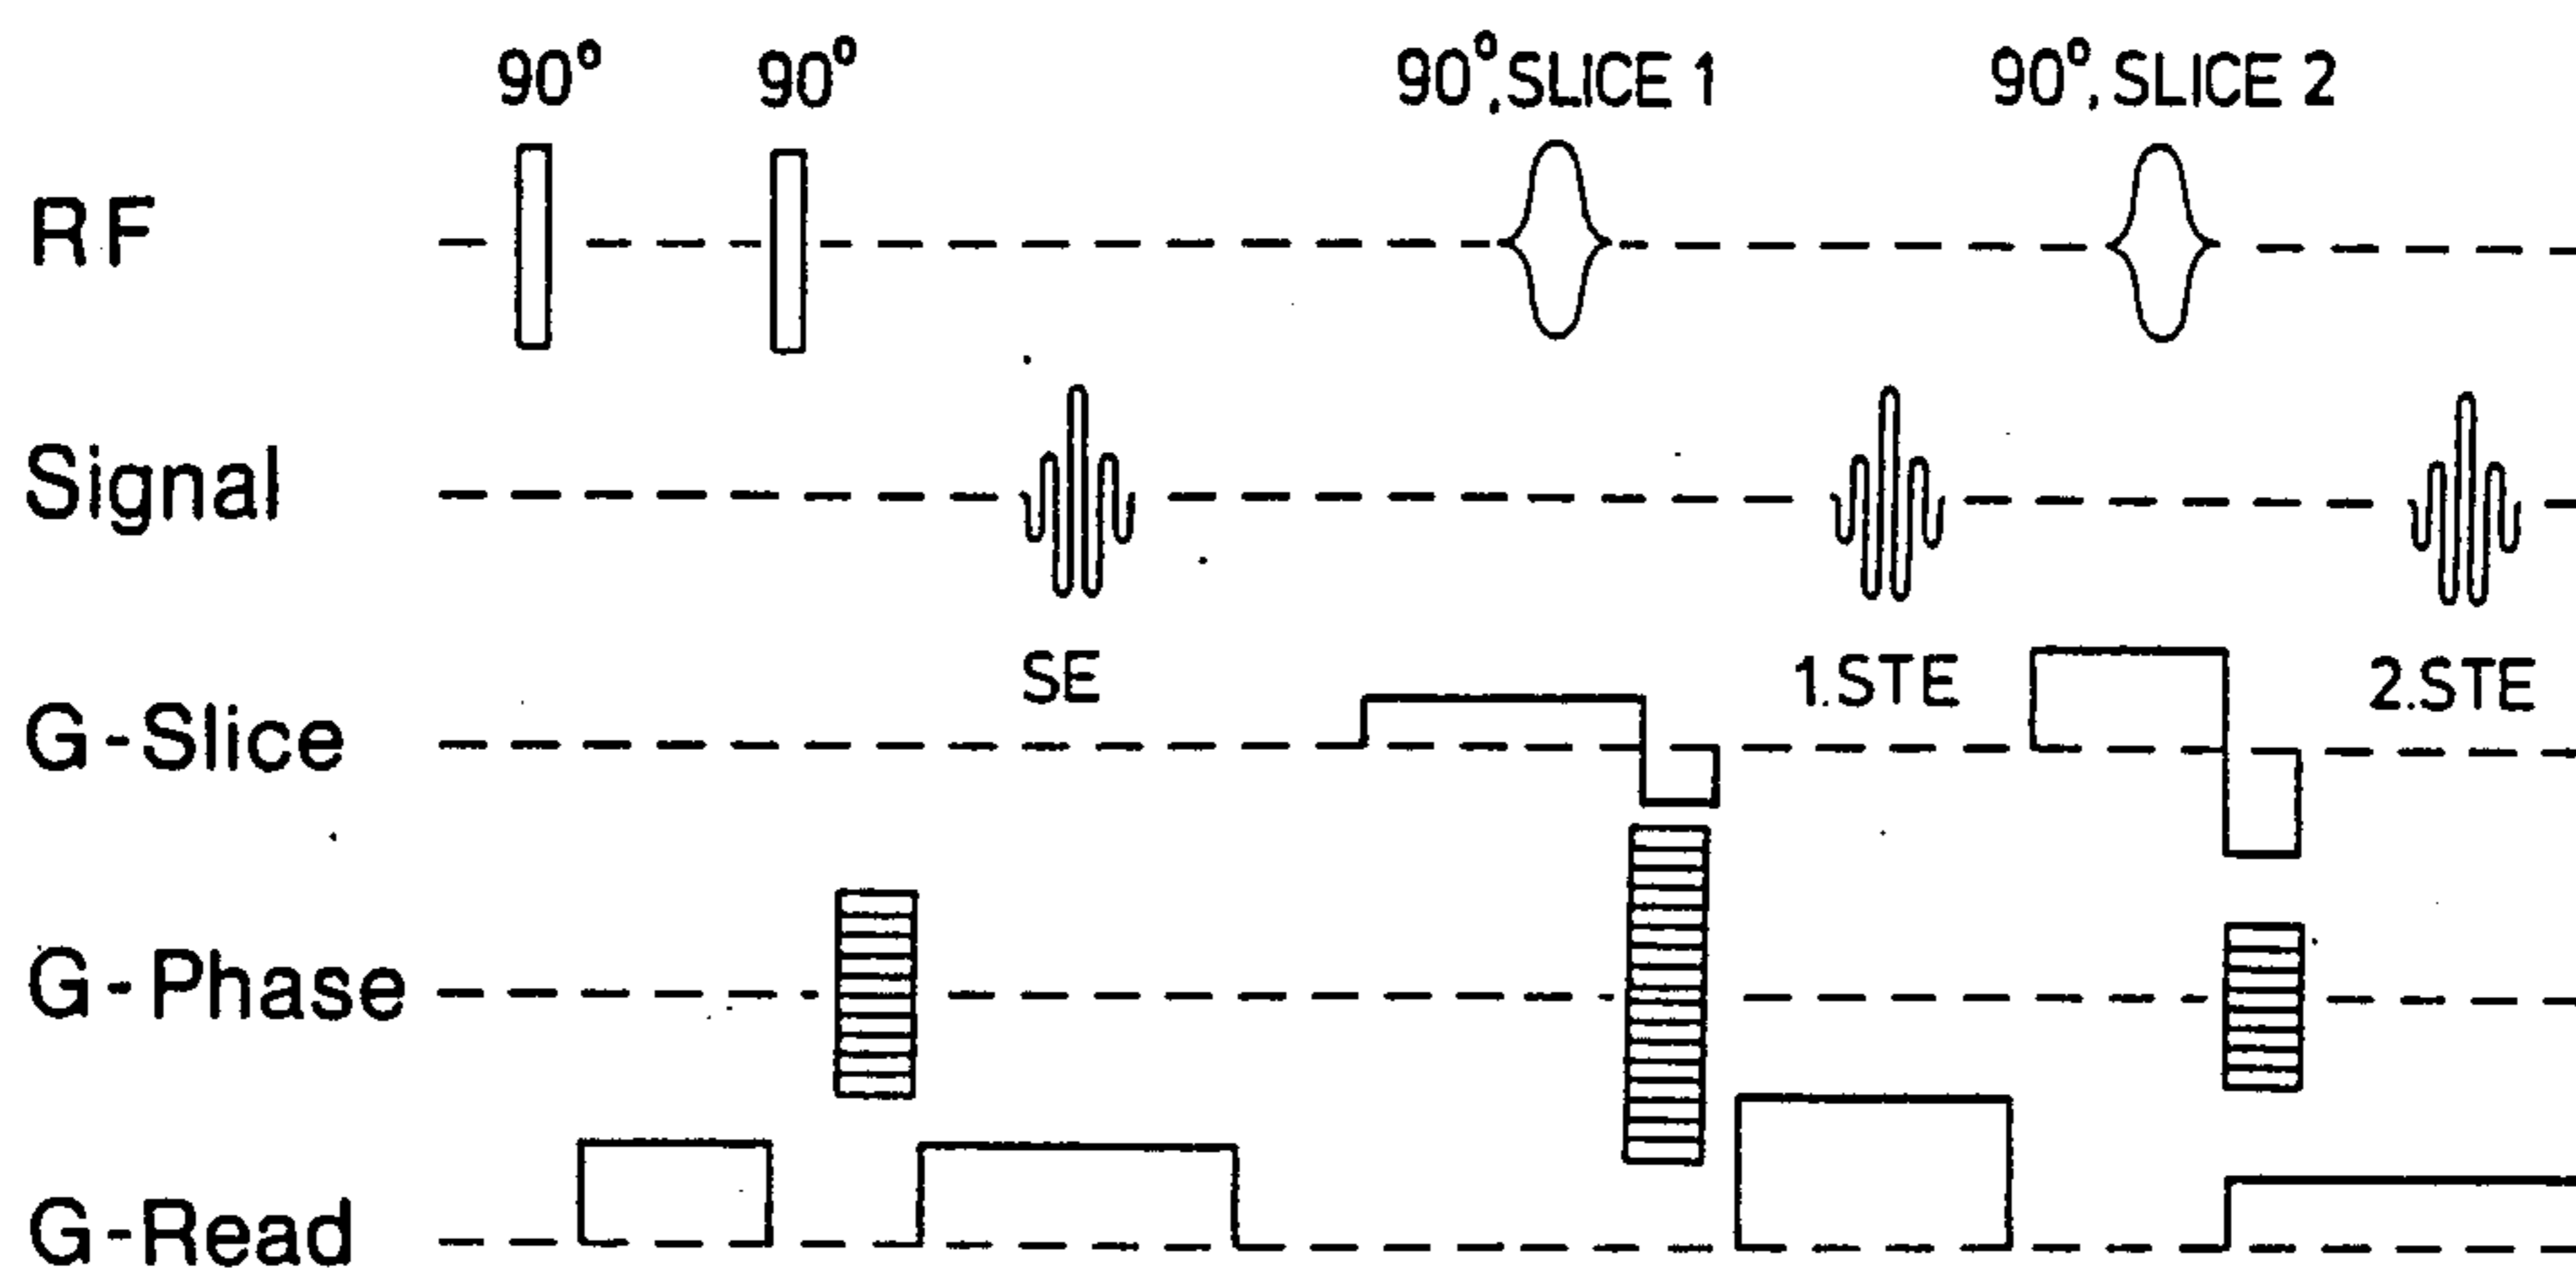 90° 90° 90°, SLICE 1 90°, SLICE 2
RF
Signal
SE 1.STE 2.STE
G-Slice
G-Phase
G-Read